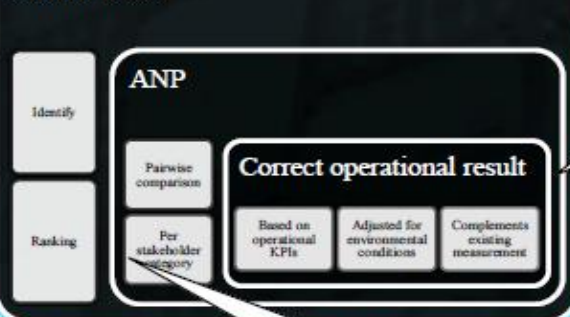 ANP
Identify
Pairwise
comparison
Correct operational result
Ranking
Per
stakeholder
category
Based on
operational
KPIs
Adjusted for
environmental
conditions
Complements
existing
measurement